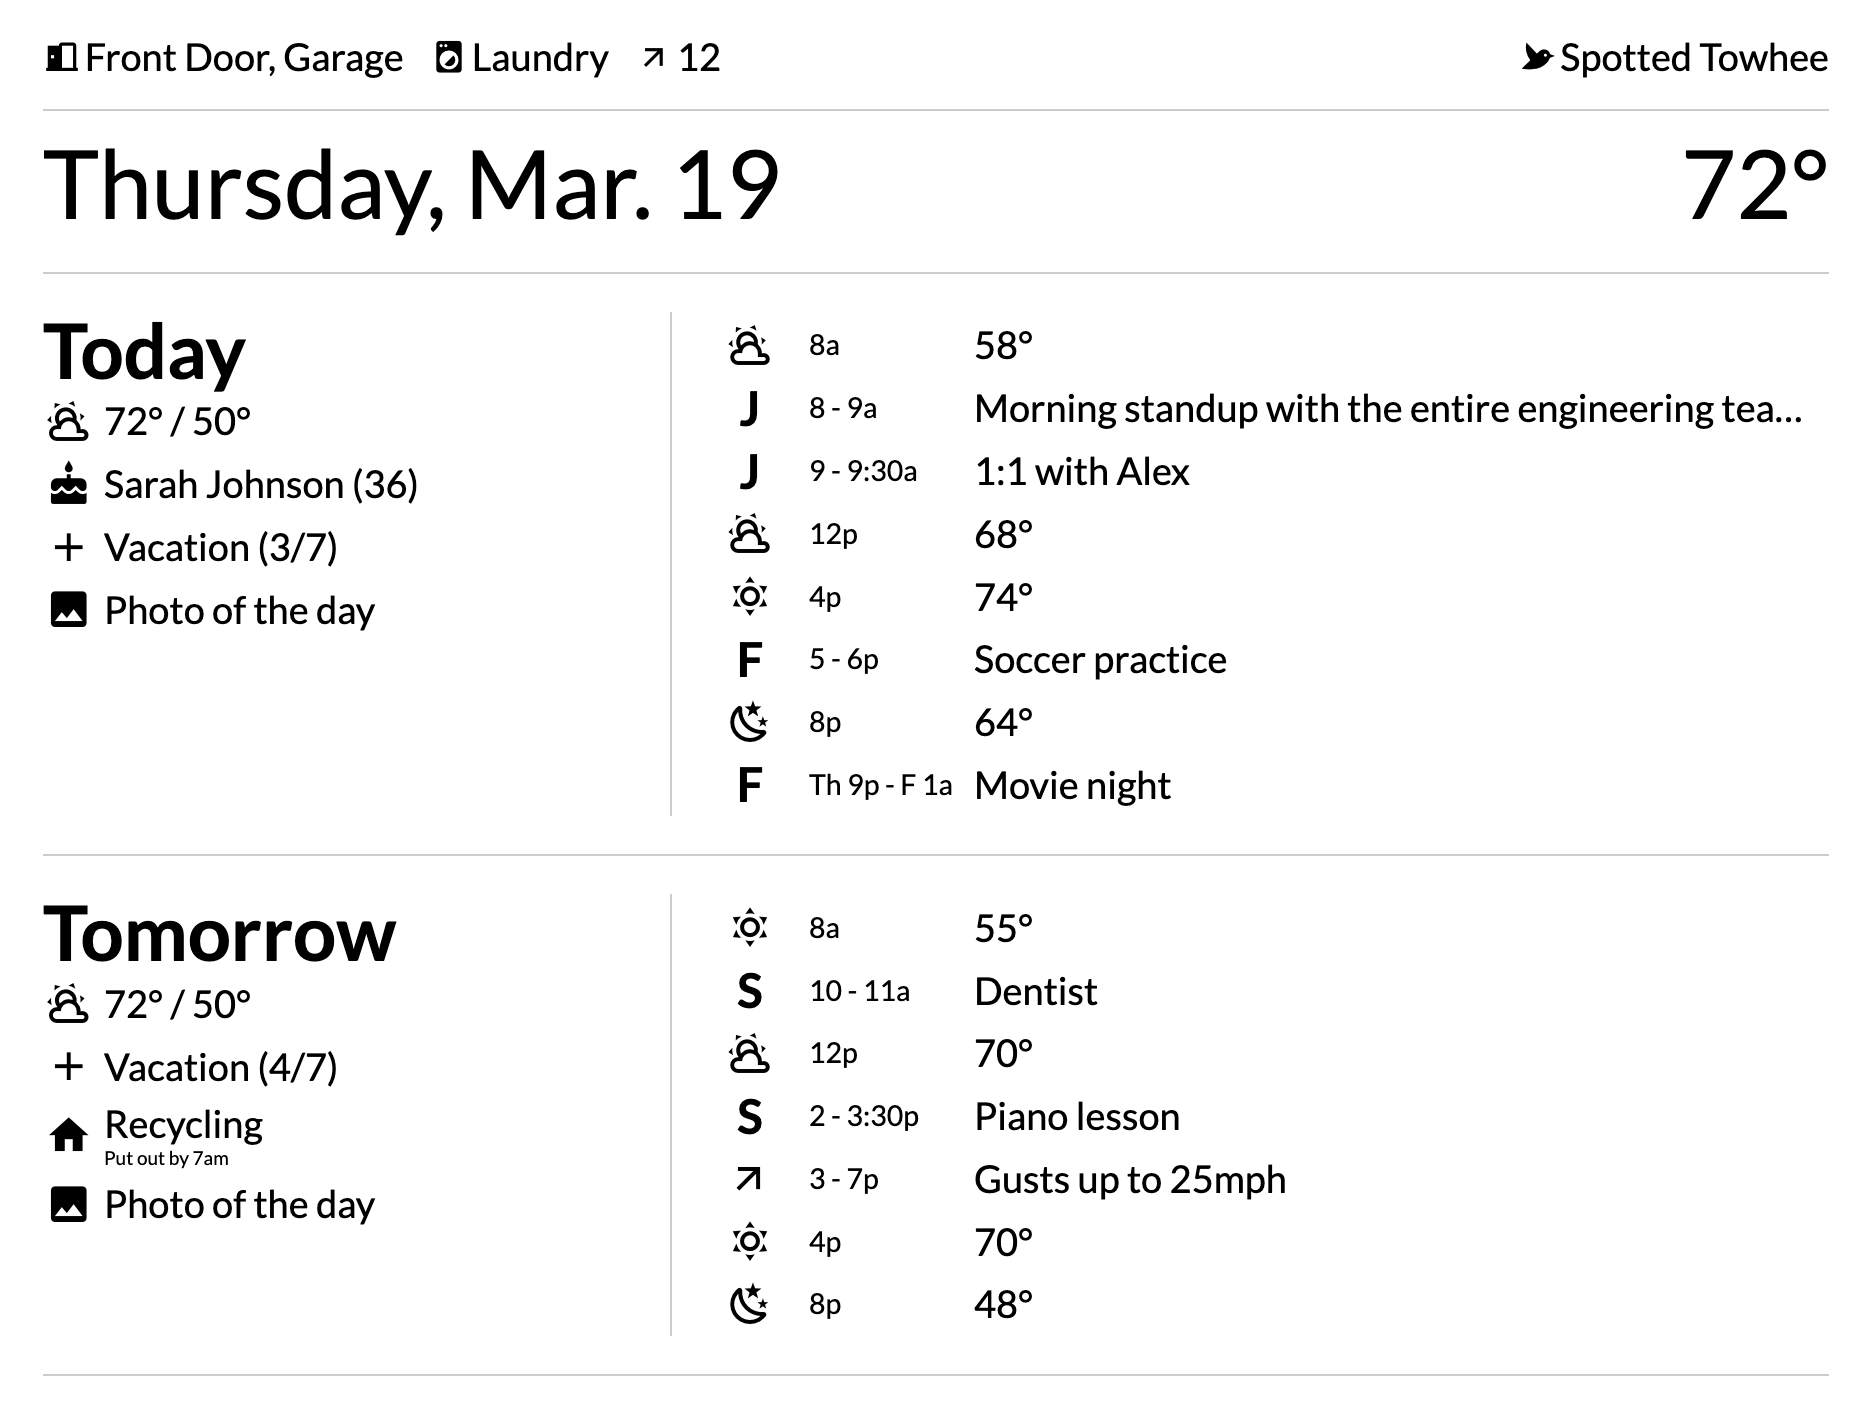 Front Door, Garage Laundry 12 Spotted Towhee
Thursday, Mar. 19 72°
Today
72° / 50°
Sarah Johnson (36)
Vacation (3/7)
Photo of the day
8a 58°
J 8 - 9a Morning standup with the entire engineering tea...
J 9 - 9:30a 1:1 with Alex
12p 68°
4p 74°
F 5 - 6p Soccer practice
8p 64°
F Th 9p - F 1a Movie night
Tomorrow
72° / 50°
Vacation (4/7)
Recycling
Put out by 7am
Photo of the day
8a 55°
S 10 - 11a Dentist
12p 70°
S 2 - 3:30p Piano lesson
3 - 7p Gusts up to 25mph
4p 70°
8p 48°